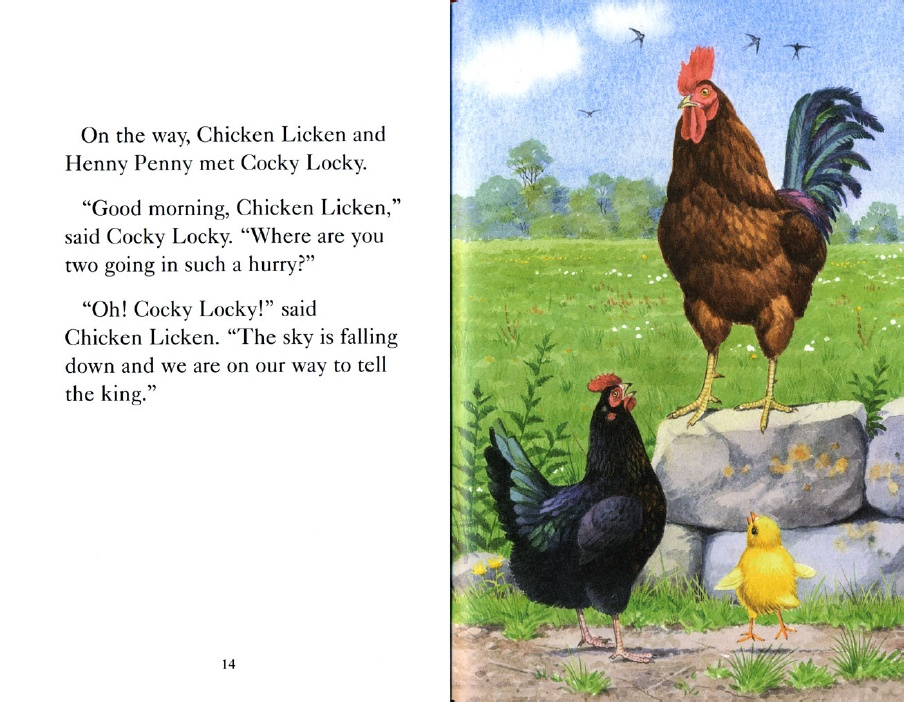 On the way, Chicken Licken and
Henny Penny met Cocky Locky.
“Good morning, Chicken Licken,”
said Cocky Locky. “Where are you
two going in such a hurry?”
“Oh! Cocky Locky!” said
Chicken Licken. “The sky is falling
down and we are on our way to tell
the king.”
14